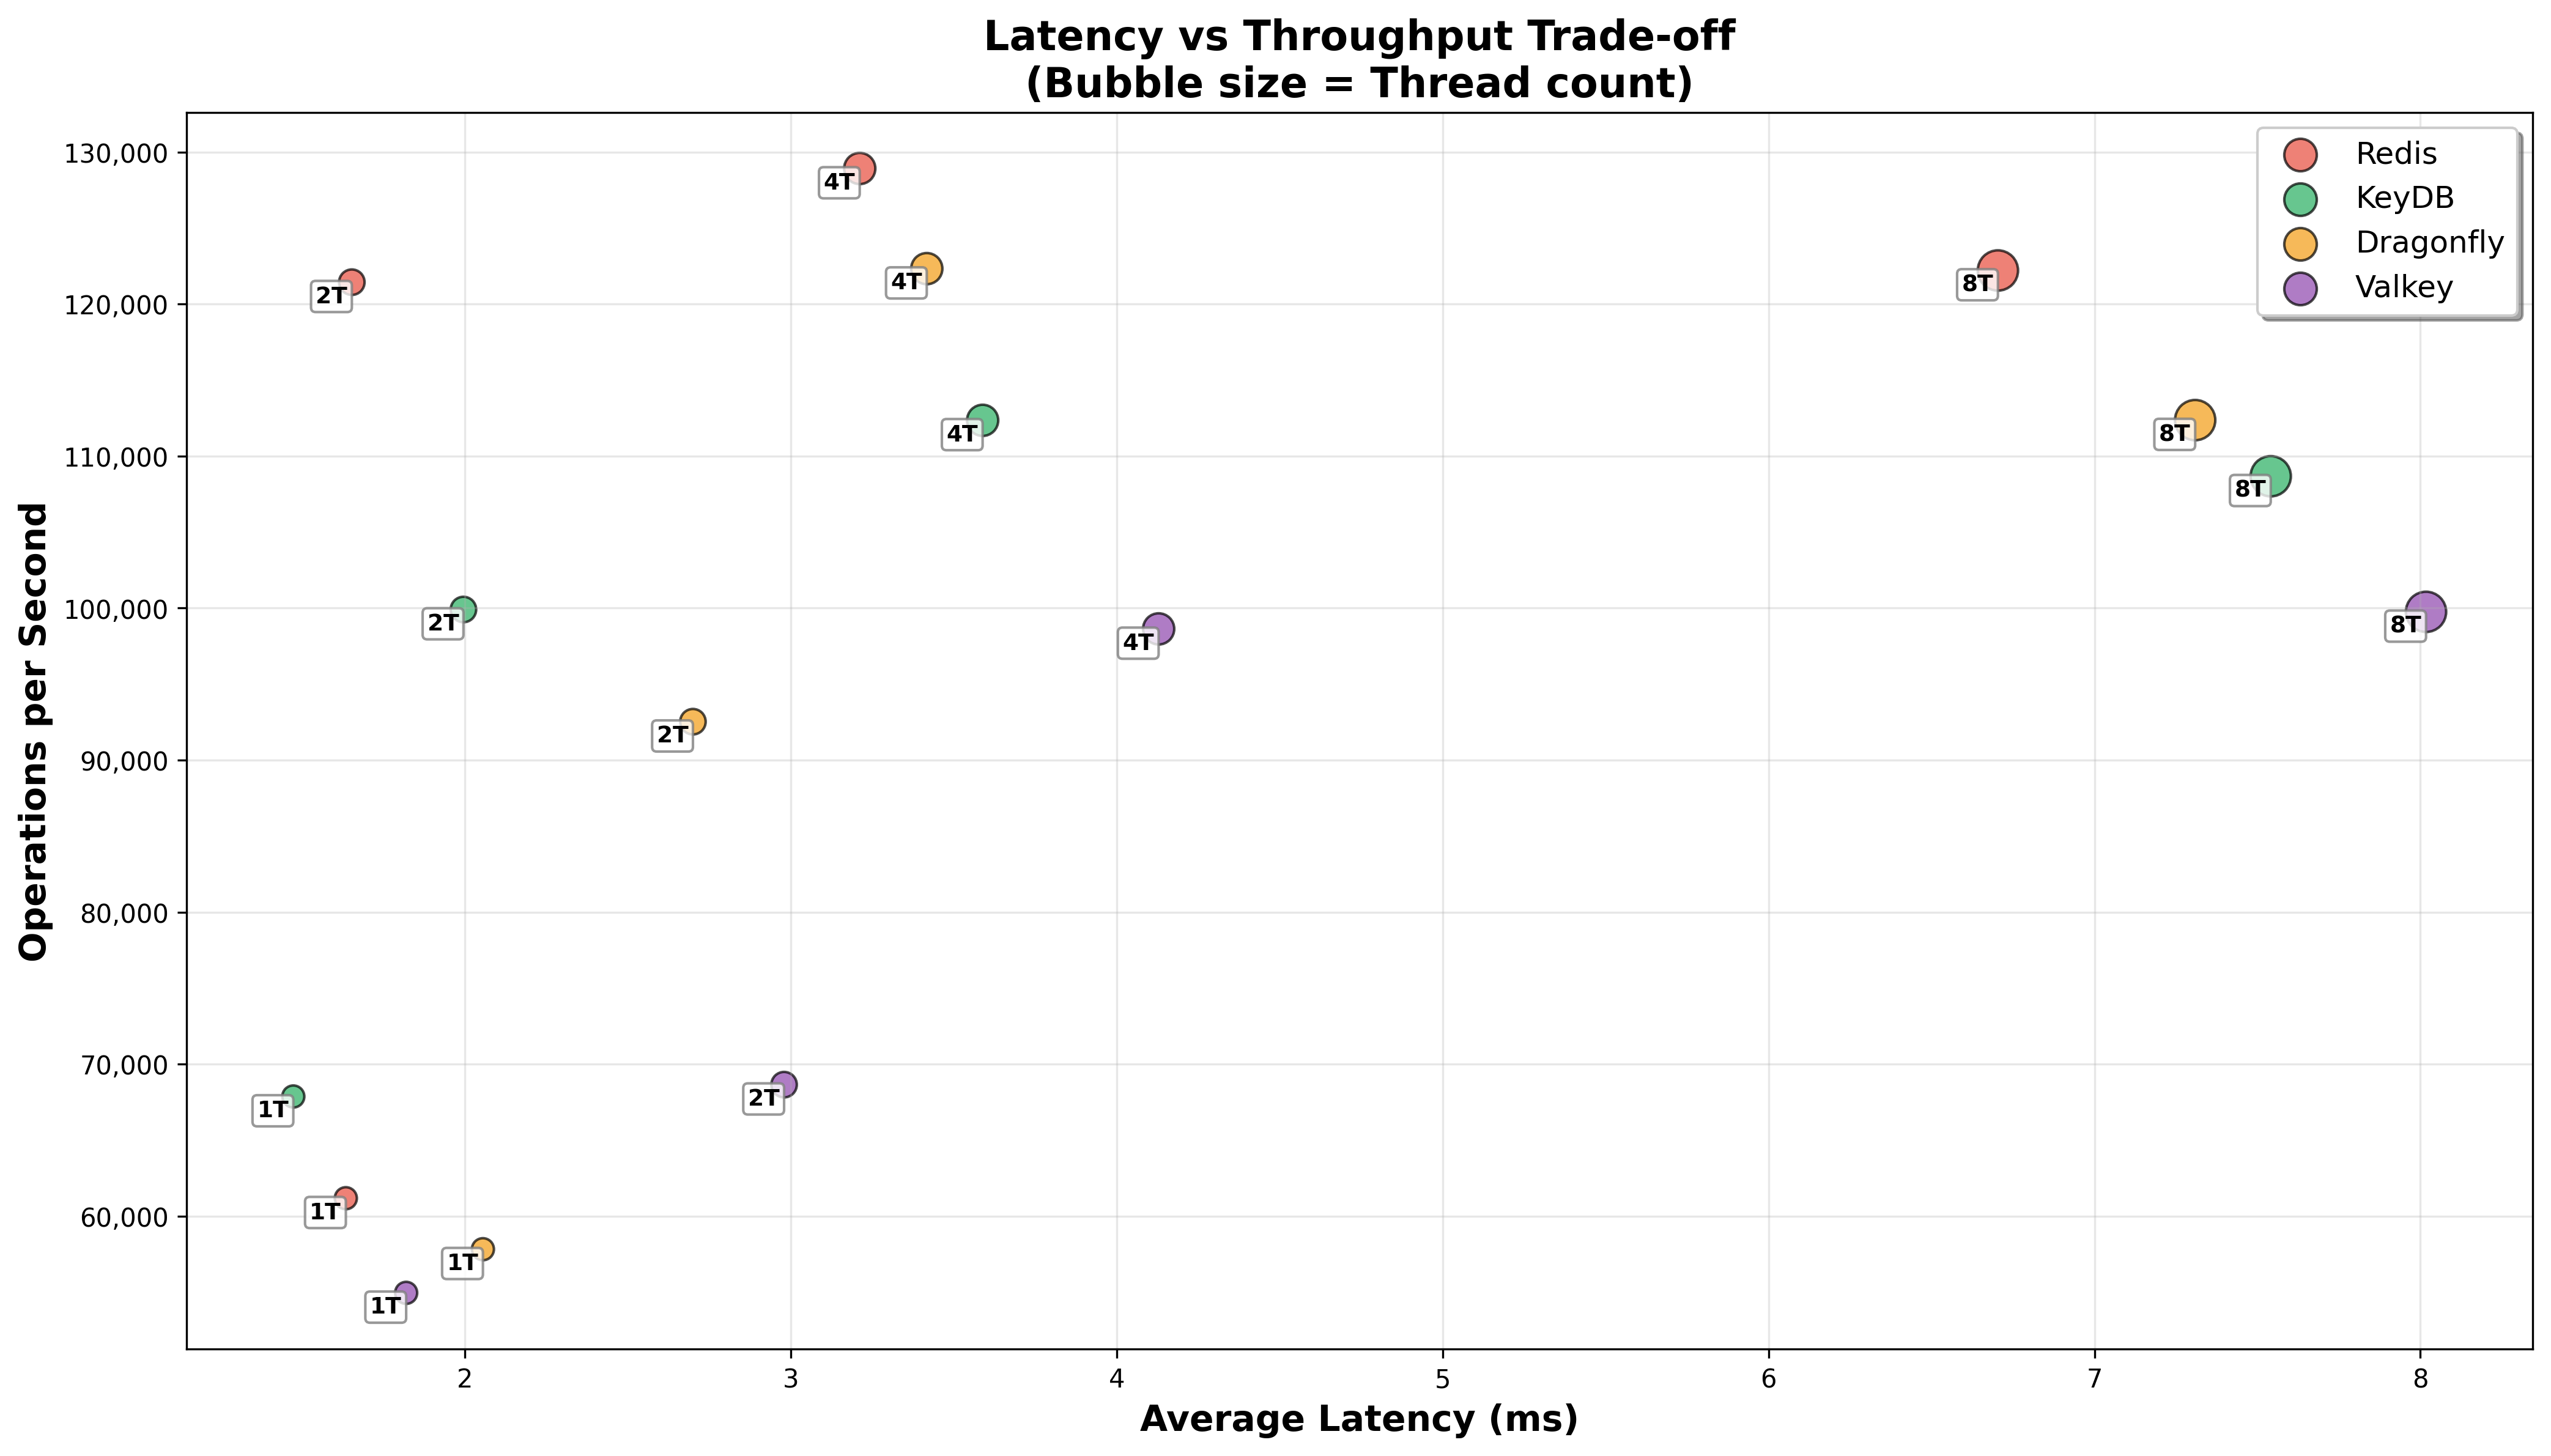 Latency vs Throughput Trade-off
(Bubble size = Thread count)
Operations per Second
130,000
120,000
110,000
100,000
90,000
80,000
70,000
60,000
Redis
KeyDB
Dragonfly
Valkey
4T
2T
4T
8T
4T
8T
8T
2T
4T
8T
2T
2T
1T
1T
1T
1T
2
3
4
5
6
7
8
Average Latency (ms)